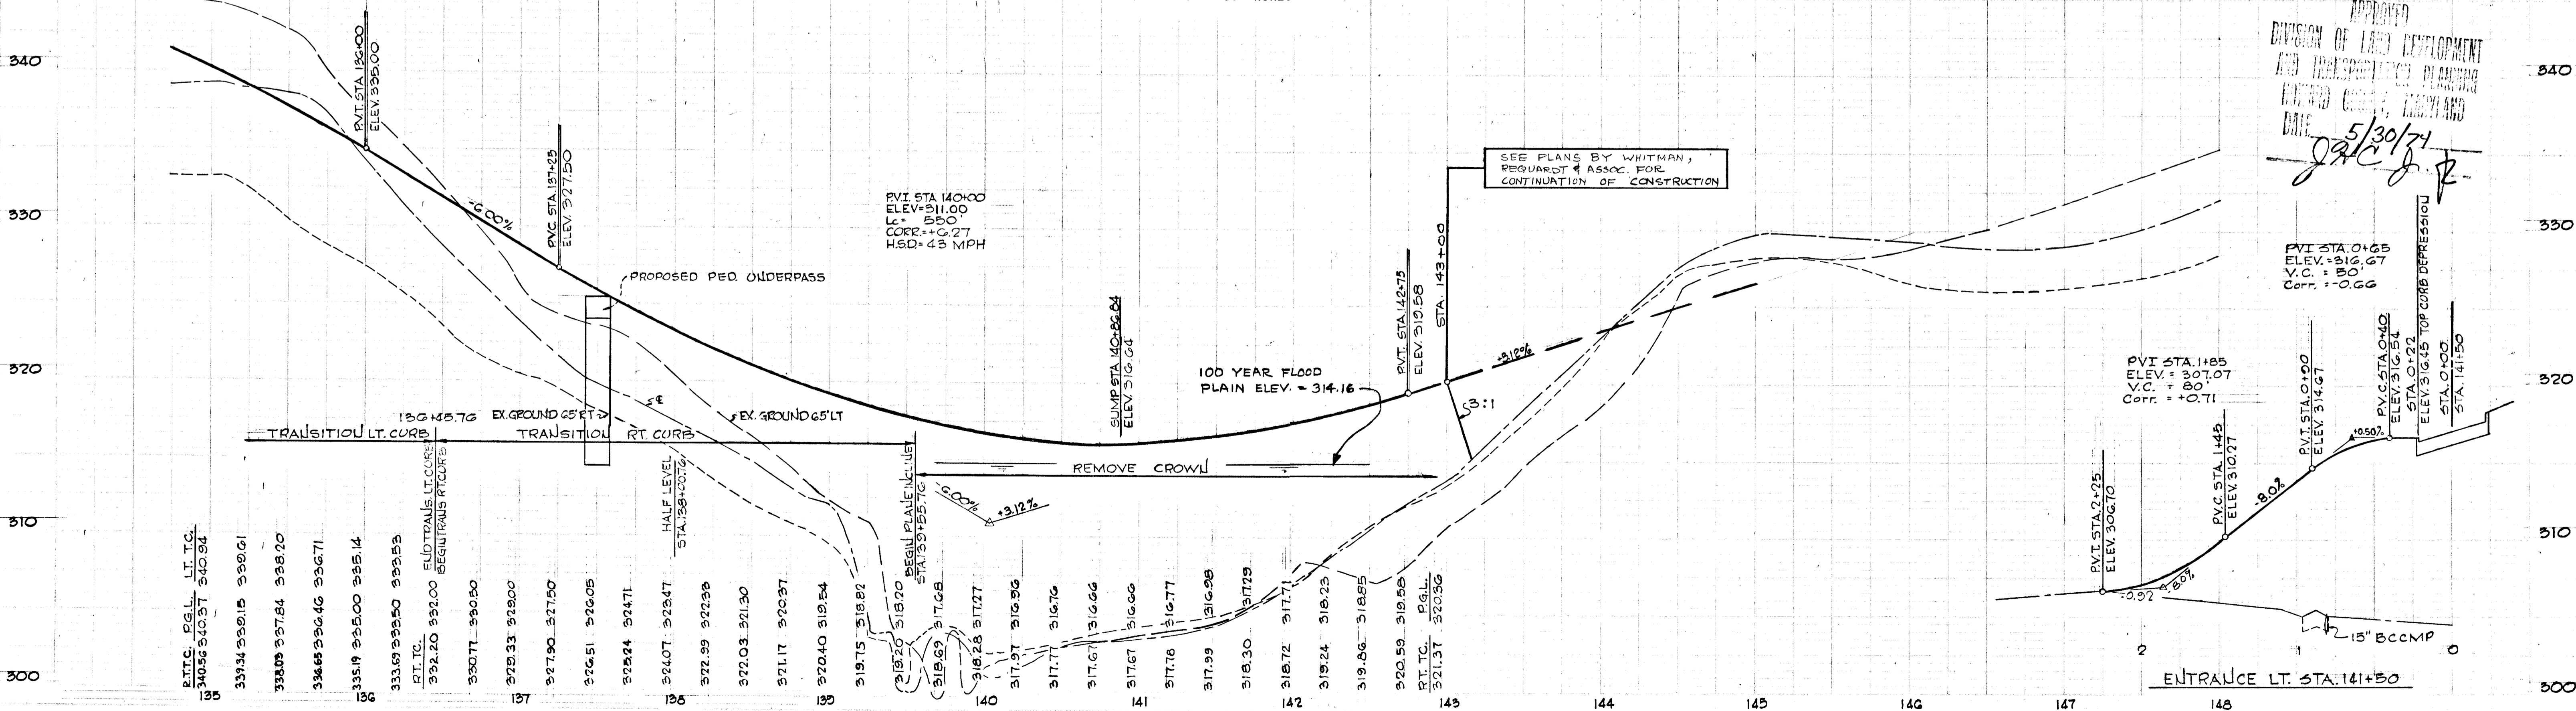 APPROVED
DIVISION OF LAND DEVELOPMENT
AND TRANSPORTATION PLANNING
HOWARD COUNTY, MARYLAND
DATE 5/30/74
340
330
320
310
300
340
330
320
310
300
P.V.T. STA. 136+00
ELEV. 335.00
-6.00%
P.V.C. STA. 137+25
ELEV. 327.50
PROPOSED PED. UNDERPASS
P.V.I. STA 140+00
ELEV=311.00
Lc= 550'
CORR.=+6.27
H.S.D.= 43 MPH
SUMP STA. 140+86.84
ELEV. 316.64
100 YEAR FLOOD
PLAIN ELEV. = 314.16
P.V.T. STA. 142+75
ELEV. 319.58
STA. 143+00
SEE PLANS BY WHITMAN,
REQUARDT & ASSOC. FOR
CONTINUATION OF CONSTRUCTION
+3.12%
3:1
136+45.76
EX. GROUND 65' RT
℄
EX. GROUND 65' LT
TRANSITION LT. CURB
TRANSITION RT. CURB
REMOVE CROWN
END TRANS. LT. CURB
BEGIN TRANS RT. CURB
HALF LEVEL
STA. 138+00.76
BEGIN PLANE INCLINE
STA. 139+55.76
-6.00%
+3.12%
R.T.T.C. P.G.L. LT. T.C.
340.56 340.37 340.94
339.34 339.15 339.61
338.03 337.84 338.20
336.65 336.46 336.71
335.19 335.00 335.14
333.69 333.50 333.53
RT. TC.
332.20 332.00
330.77 330.50
329.33 329.00
327.90 327.50
326.51 326.05
325.24 324.71
324.07 323.47
322.99 322.33
322.03 321.30
321.17 320.37
320.40 319.54
319.75 318.82
319.20 318.20
318.69 317.68
318.28 317.27
317.97 316.96
317.77 316.76
317.67 316.66
317.67 316.66
317.78 316.77
317.99 316.98
318.30 317.29
318.72 317.71
319.24 318.23
319.86 318.85
320.59 319.58
RT. TC. P.G.L.
321.37 320.36
135 136 137 138 139 140 141 142 143 144 145 146 147 148
PVI STA. 0+65
ELEV. =316.67
V.C. = 50'
Corr. = -0.66
PVI STA. 1+85
ELEV. = 307.07
V.C. = 80'
Corr. = +0.71
P.V.T. STA. 2+25
ELEV. 306.70
P.V.C. STA. 1+45
ELEV. 310.27
P.V.T. STA. 0+90
ELEV. 314.67
P.V.C. STA. 0+40
ELEV. 316.54
STA. 0+22
ELEV. 316.45 TOP CURB DEPRESSION
STA. 0+00
STA. 141+50
+0.50%
-8.0%
-8.0%
-0.92
15" BCCMP
2 1 0
ENTRANCE LT. STA. 141+50